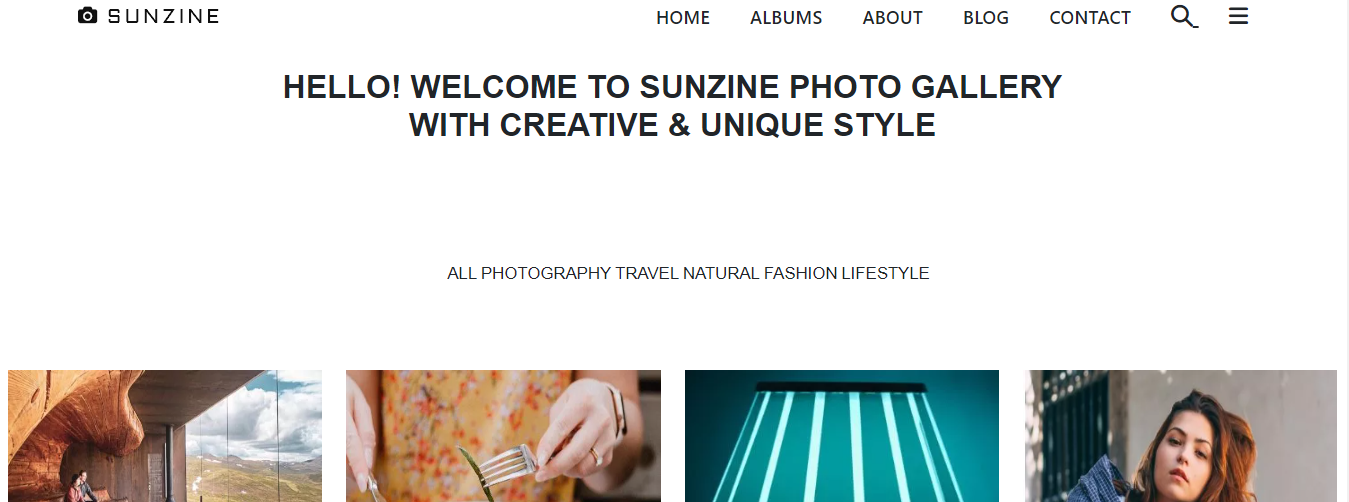 SUNZINE
HOME ALBUMS ABOUT BLOG CONTACT
HELLO! WELCOME TO SUNZINE PHOTO GALLERY
WITH CREATIVE & UNIQUE STYLE
ALL PHOTOGRAPHY TRAVEL NATURAL FASHION LIFESTYLE